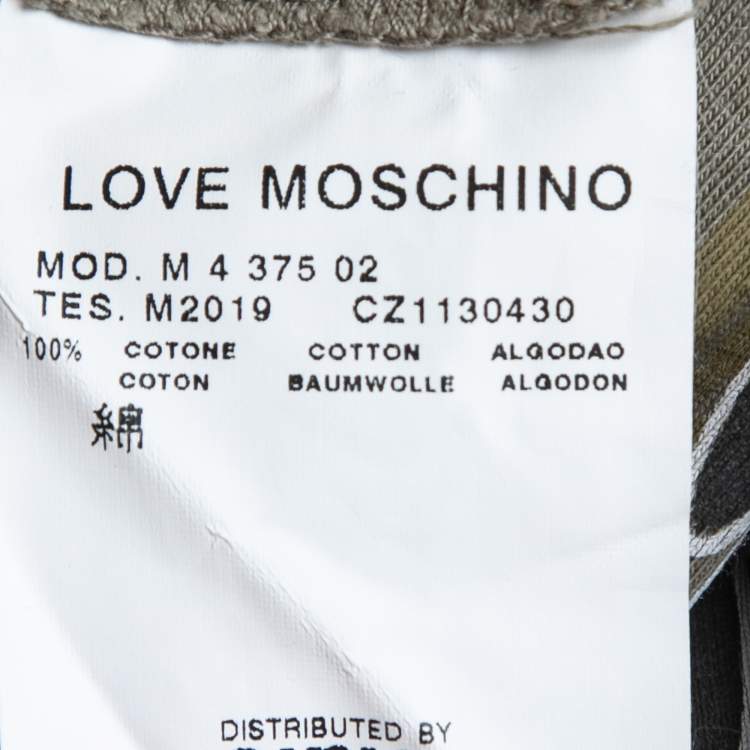 LOVE MOSCHINO
MOD. M 4 375 02
TES. M2019 CZ1130430
100% COTONE COTTON ALGODAO
COTON BAUMWOLLE ALGODON
綿
DISTRIBUTED BY